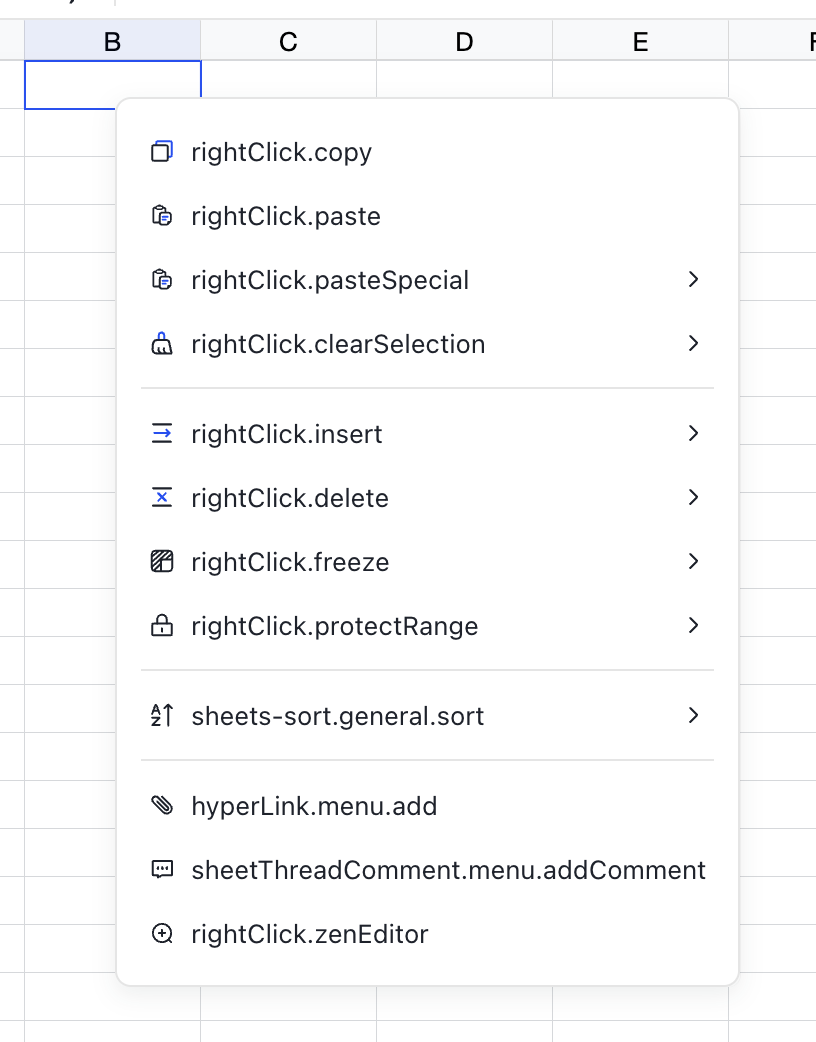 B C D E
rightClick.copy
rightClick.paste
rightClick.pasteSpecial
rightClick.clearSelection
rightClick.insert
rightClick.delete
rightClick.freeze
rightClick.protectRange
sheets-sort.general.sort
hyperLink.menu.add
sheetThreadComment.menu.addComment
rightClick.zenEditor